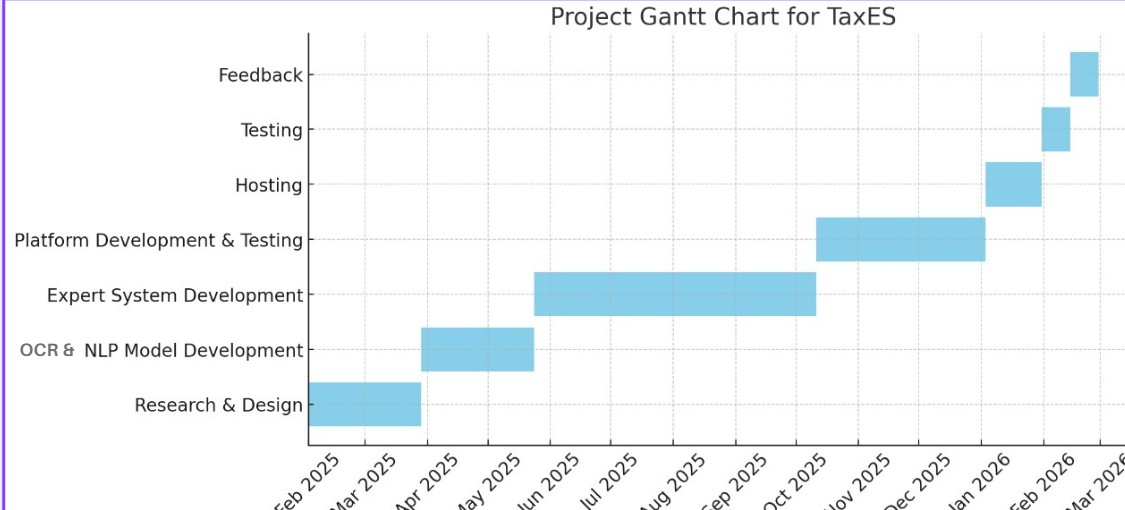 Project Gantt Chart for TaxES
Feedback
Testing
Hosting
Platform Development & Testing
Expert System Development
OCR & NLP Model Development
Research & Design
Feb 2025 Mar 2025 Apr 2025 May 2025 Jun 2025 Jul 2025 Aug 2025 Sep 2025 Oct 2025 Nov 2025 Dec 2025 Jan 2026 Feb 2026 Mar 2026